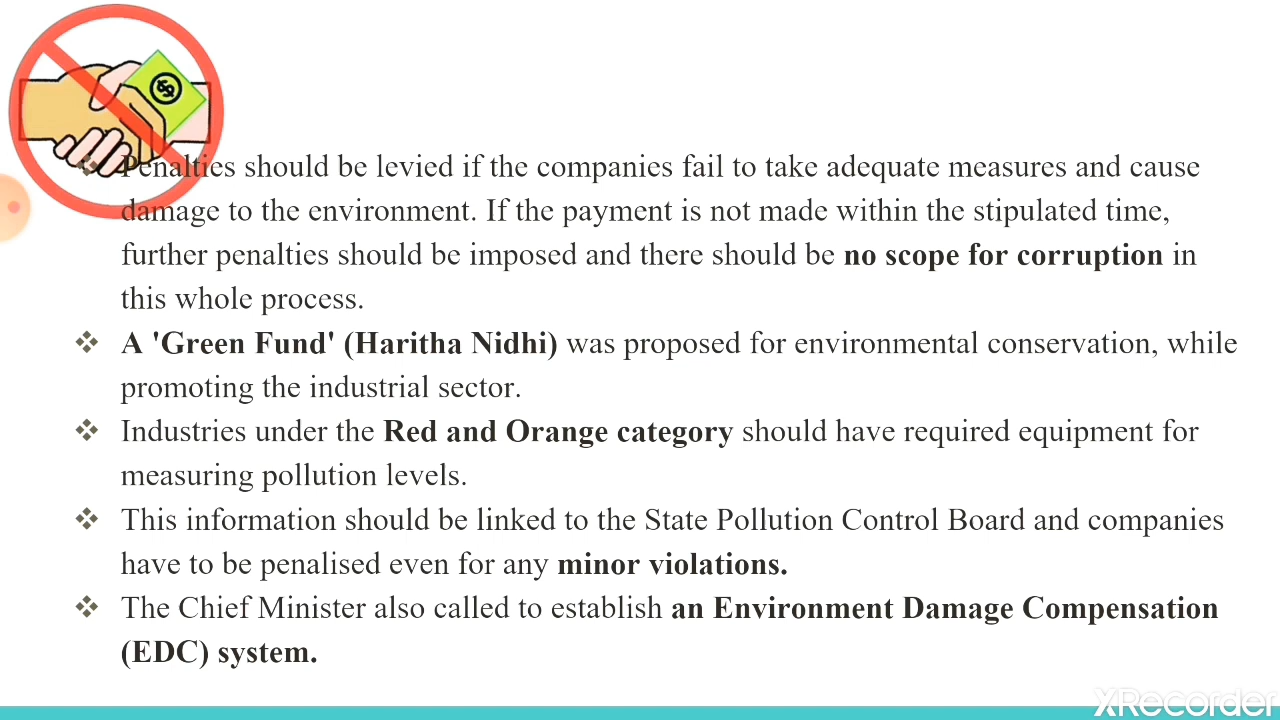 ❖ Penalties should be levied if the companies fail to take adequate measures and cause
damage to the environment. If the payment is not made within the stipulated time,
further penalties should be imposed and there should be no scope for corruption in
this whole process.
❖ A 'Green Fund' (Haritha Nidhi) was proposed for environmental conservation, while
promoting the industrial sector.
❖ Industries under the Red and Orange category should have required equipment for
measuring pollution levels.
❖ This information should be linked to the State Pollution Control Board and companies
have to be penalised even for any minor violations.
❖ The Chief Minister also called to establish an Environment Damage Compensation
(EDC) system.
XRecorder